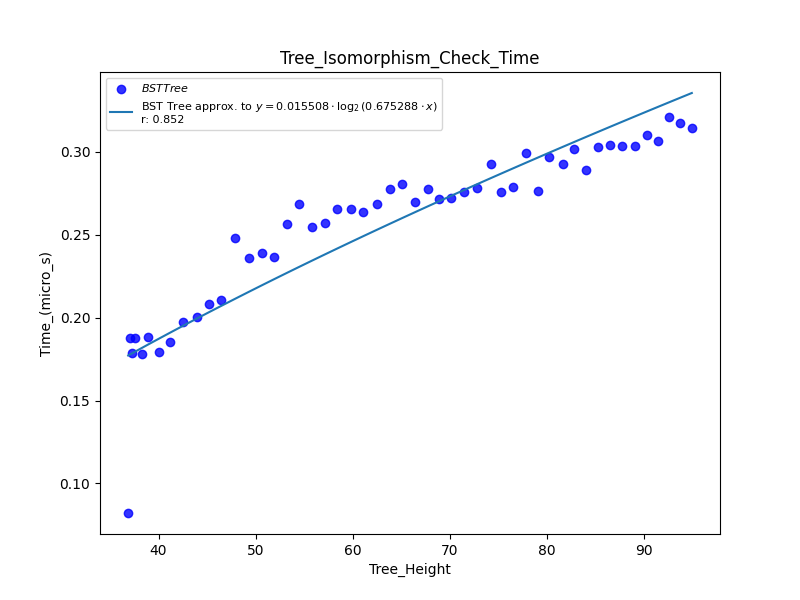 Tree_Isomorphism_Check_Time
BSTTree
BST Tree approx. to y = 0.015508 · log₂ (0.675288 · x)
r: 0.852
0.30
0.25
0.20
0.15
0.10
Time_(micro_s)
40 50 60 70 80 90
Tree_Height